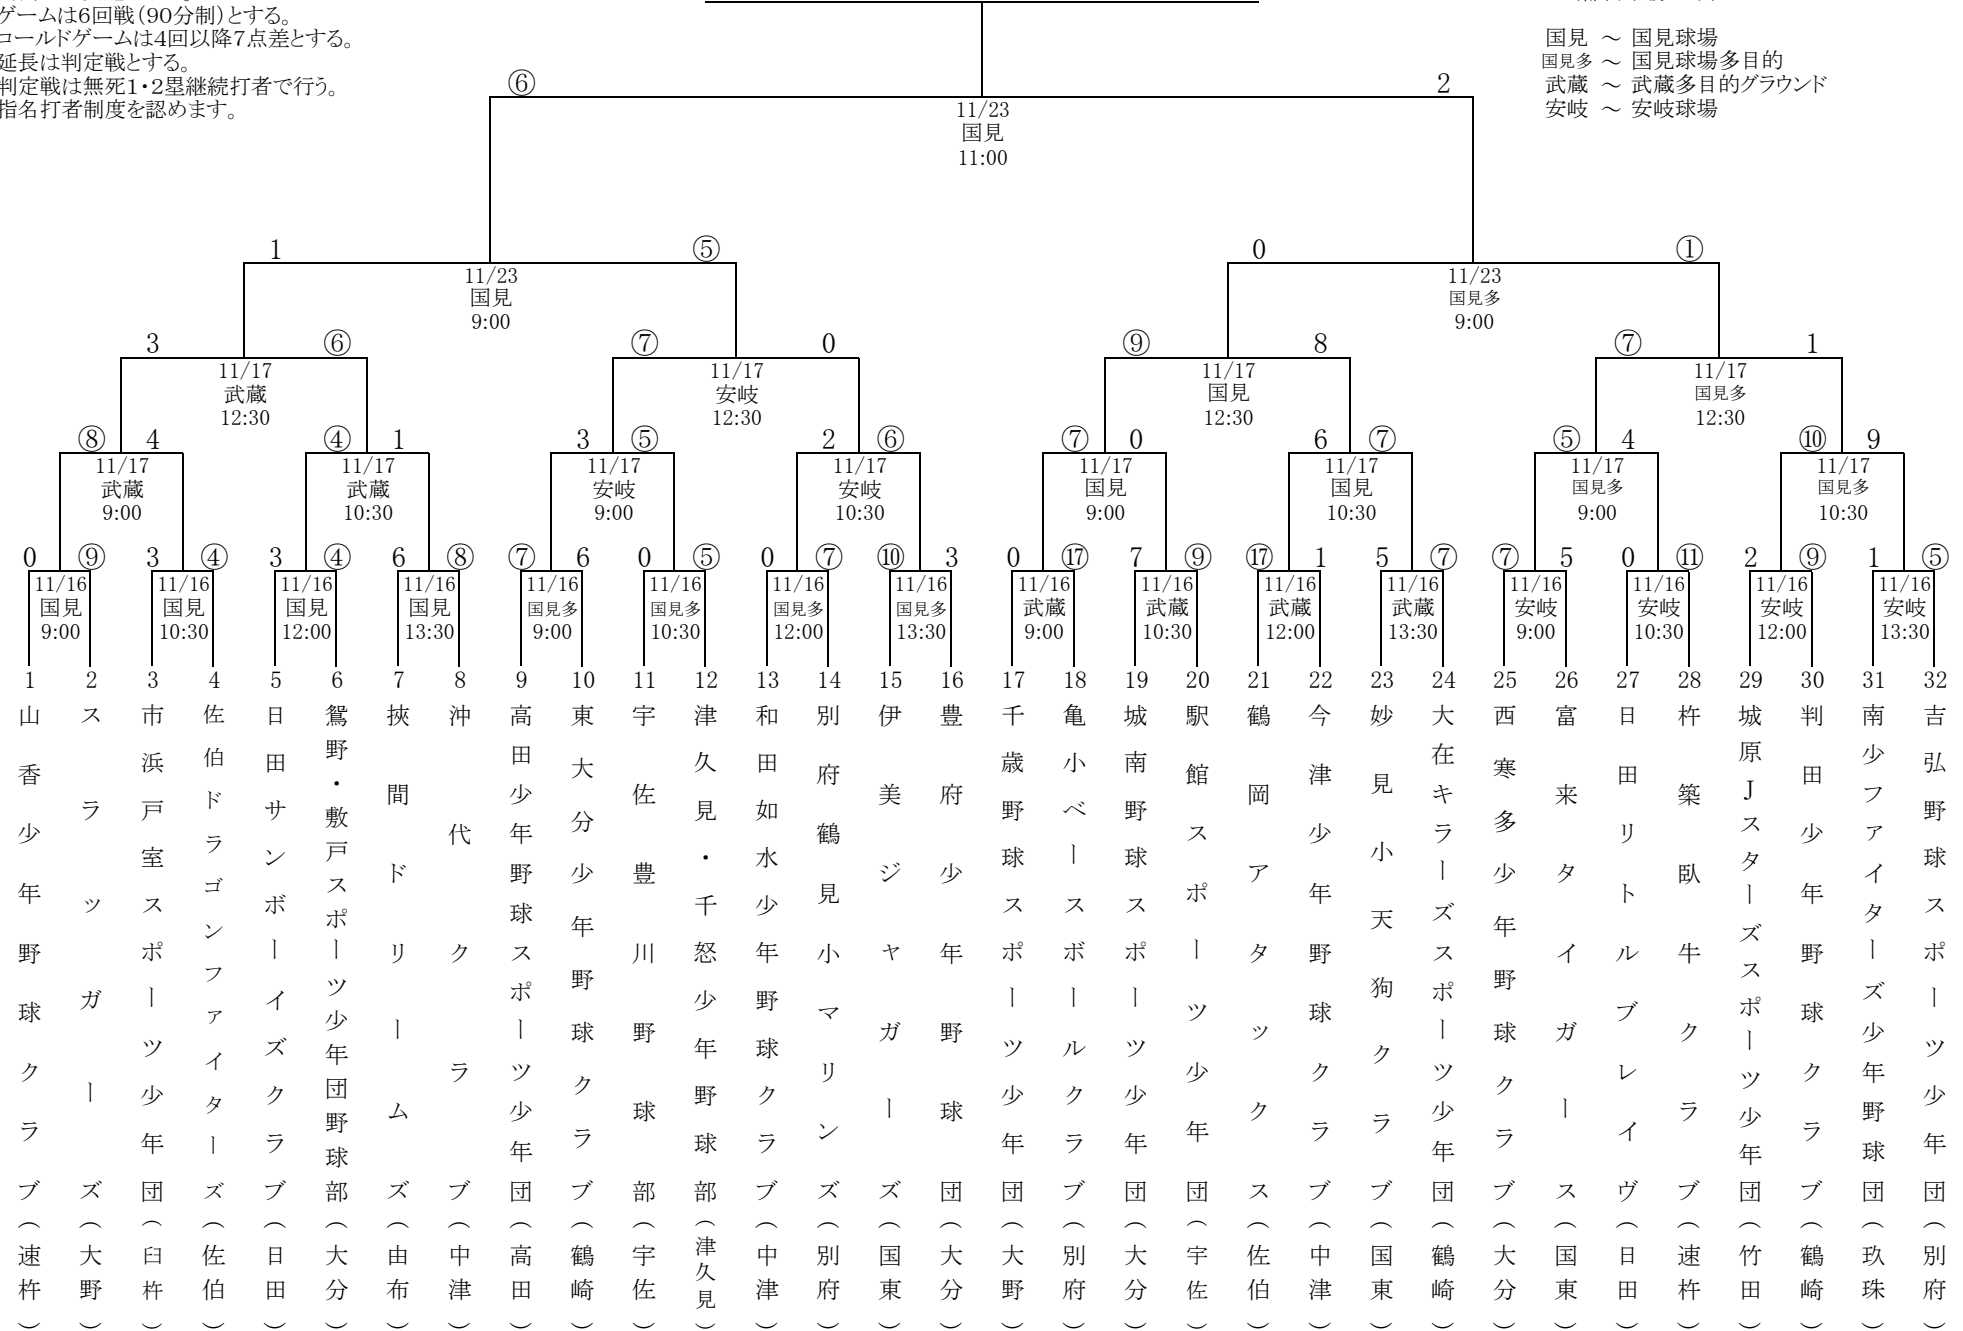 ゲームは6回戦(90分制)とする。
コールドゲームは4回以降7点差とする。
延長は判定戦とする。
判定戦は無死1・2塁継続打者で行う。
指名打者制度を認めます。
国見 ～ 国見球場
国見多 ～ 国見球場多目的
武蔵 ～ 武蔵多目的グラウンド
安岐 ～ 安岐球場
⑥ 2
11/23
国見
11:00
1 ⑤ 0 ①
11/23 11/23
国見 国見多
9:00 9:00
3 ⑥ ⑦ 0 ⑨ 8 ⑦ 1
11/17 11/17 11/17 11/17
武蔵 安岐 国見 国見多
12:30 12:30 12:30 12:30
⑧ 4 ④ 1 3 ⑤ 2 ⑥ ⑦ 0 6 ⑦ ⑤ 4 ⑩ 9
11/17 11/17 11/17 11/17 11/17 11/17 11/17 11/17
武蔵 武蔵 安岐 安岐 国見 国見 国見多 国見多
9:00 10:30 9:00 10:30 9:00 10:30 9:00 10:30
0 ⑨ 3 ④ 3 ④ 6 ⑧ ⑦ 6 0 ⑤ 0 ⑦ ⑩ 3 0 ⑰ 7 ⑨ ⑰ 1 5 ⑦ ⑦ 5 0 ⑪ 2 ⑨ 1 ⑤
11/16 11/16 11/16 11/16 11/16 11/16 11/16 11/16 11/16 11/16 11/16 11/16 11/16 11/16 11/16 11/16
国見 国見 国見 国見 国見多 国見多 国見多 国見多 武蔵 武蔵 武蔵 武蔵 安岐 安岐 安岐 安岐
9:00 10:30 12:00 13:30 9:00 10:30 12:00 13:30 9:00 10:30 12:00 13:30 9:00 10:30 12:00 13:30
1 山香少年野球クラブ(速杵)
2 スラッガーズ(大野)
3 市浜戸室スポーツ少年団(臼杵)
4 佐伯ドラゴンファイターズ(佐伯)
5 日田サンボーイズクラブ(日田)
6 鴛野・敷戸スポーツ少年団野球部(大分)
7 挾間ドリームズ(由布)
8 沖代クラブ(中津)
9 高田少年野球スポーツ少年団(高田)
10 東大分少年野球クラブ(鶴崎)
11 宇佐豊川野球部(宇佐)
12 津久見・千怒少年野球部(津久見)
13 和田如水少年野球クラブ(中津)
14 別府鶴見小マリンズ(別府)
15 伊美ジャガーズ(国東)
16 豊府少年野球団(大分)
17 千歳野球スポーツ少年団(大野)
18 亀小ベースボールクラブ(別府)
19 城南野球スポーツ少年団(大分)
20 駅館スポーツ少年団(宇佐)
21 鶴岡アタックス(佐伯)
22 今津少年野球クラブ(中津)
23 妙見小天狗クラブ(国東)
24 大在キラーズスポーツ少年団(鶴崎)
25 西寒多少年野球クラブ(大分)
26 富来タイガース(国東)
27 日田リトルブレイヴ(日田)
28 杵築臥牛クラブ(速杵)
29 城原Jスターズスポーツ少年団(竹田)
30 判田少年野球クラブ(鶴崎)
31 南少ファイターズ少年野球団(玖珠)
32 吉弘野球スポーツ少年団(別府)